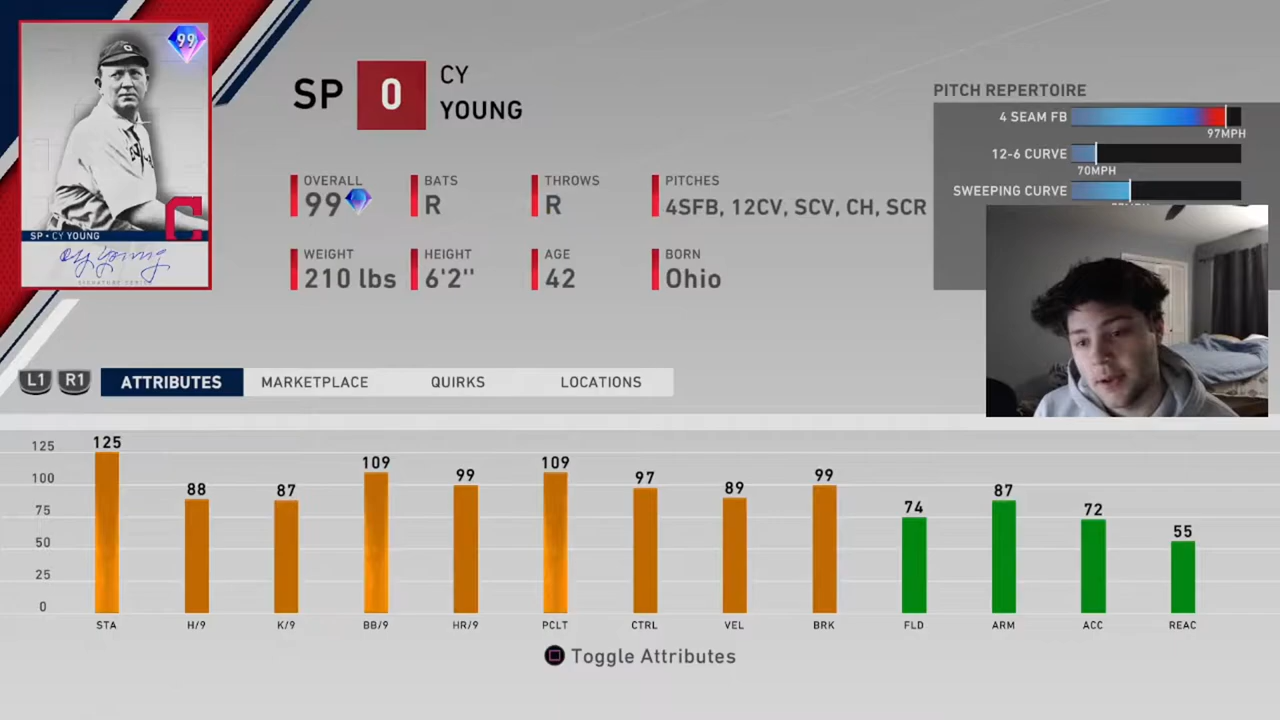 99
SP • CY YOUNG
Cy Young
SIGNATURE SERIES
SP 0 CY YOUNG
OVERALL 99
BATS R
THROWS R
PITCHES 4SFB, 12CV, SCV, CH, SCR
WEIGHT 210 lbs
HEIGHT 6'2''
AGE 42
BORN Ohio
PITCH REPERTOIRE
4 SEAM FB
97MPH
12-6 CURVE
70MPH
SWEEPING CURVE
L1 R1 ATTRIBUTES MARKETPLACE QUIRKS LOCATIONS
125
100
75
50
25
0
125 88 87 109 99 109 97 89 99 74 87 72 55
STA H/9 K/9 BB/9 HR/9 PCLT CTRL VEL BRK FLD ARM ACC REAC
Toggle Attributes